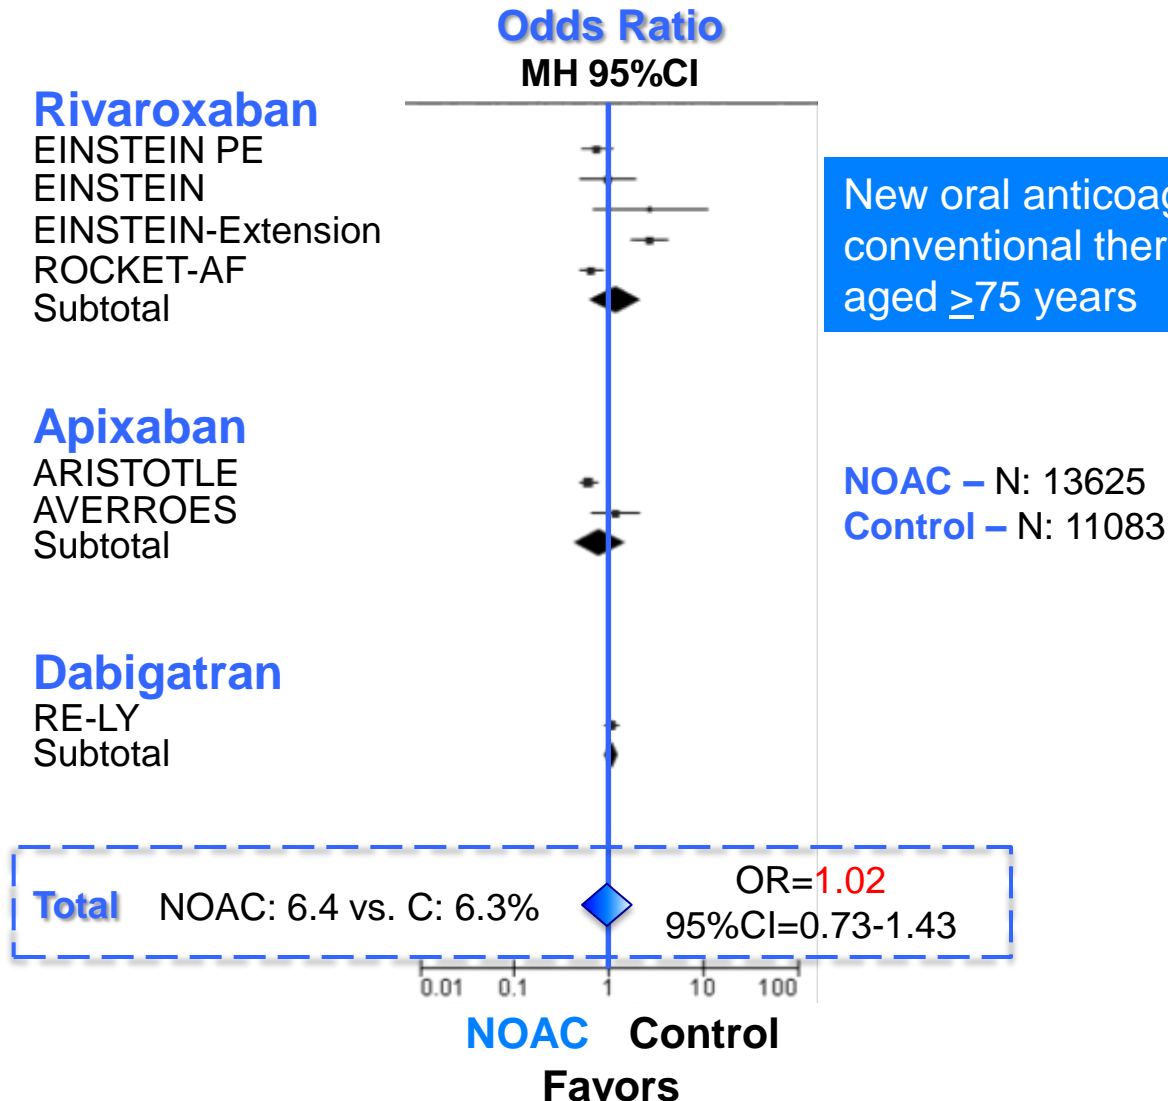 Odds Ratio
MH 95%CI
Rivaroxaban
EINSTEIN PE
EINSTEIN
EINSTEIN-Extension
ROCKET-AF
Subtotal
New oral anticoag
conventional ther
aged ≥75 years
Apixaban
ARISTOTLE
AVERROES
Subtotal
NOAC – N: 13625
Control – N: 11083
Dabigatran
RE-LY
Subtotal
Total NOAC: 6.4 vs. C: 6.3%
OR=1.02
95%CI=0.73-1.43
0.01 0.1 1 10 100
NOAC Control
Favors